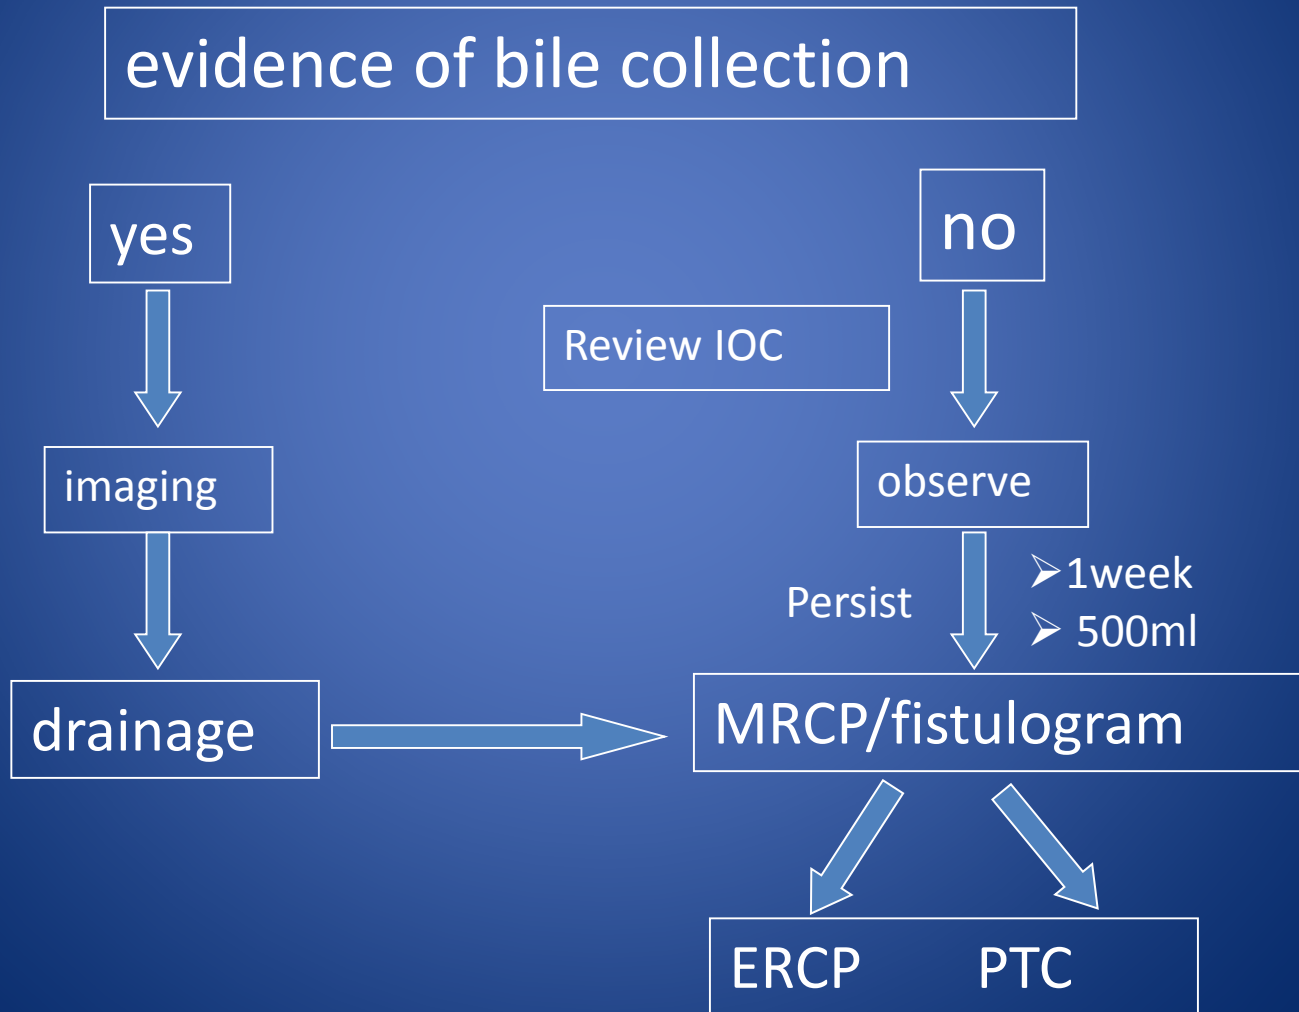 evidence of bile collection
yes
no
Review IOC
imaging
observe
Persist
➢1week
➢ 500ml
drainage
MRCP/fistulogram
ERCP PTC